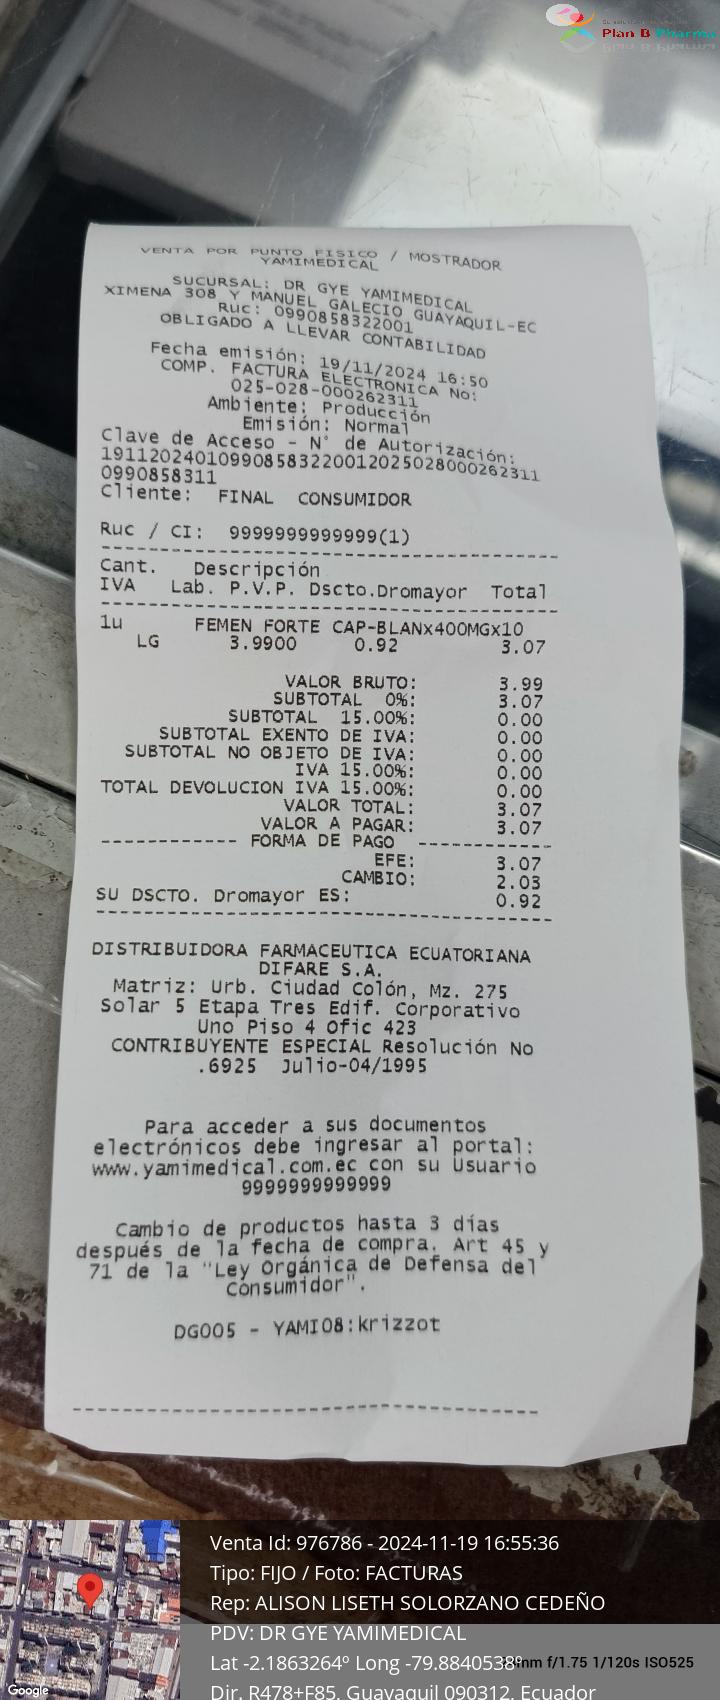 Plan B Pharma
VENTA POR PUNTO FISICO / MOSTRADOR
YAMIMEDICAL
SUCURSAL: DR GYE YAMIMEDICAL
XIMENA 308 Y MANUEL GALECIO GUAYAQUIL-EC
Ruc: 0990858322001
OBLIGADO A LLEVAR CONTABILIDAD
Fecha emisión: 19/11/2024 16:50
COMP. FACTURA ELECTRONICA No:
025-028-000262311
Ambiente: Producción
Emisión: Normal
Clave de Acceso - N° de Autorización:
191120240109908583220012025028000262311
0990858311
Cliente: FINAL CONSUMIDOR
Ruc / CI: 9999999999999(1)
Cant. Descripción
IVA Lab. P.V.P. Dscto.Dromayor Total
1u FEMEN FORTE CAP-BLANx400MGx10
LG 3.9900 0.92 3.07
VALOR BRUTO: 3.99
SUBTOTAL 0%: 3.07
SUBTOTAL 15.00%: 0.00
SUBTOTAL EXENTO DE IVA: 0.00
SUBTOTAL NO OBJETO DE IVA: 0.00
IVA 15.00%: 0.00
TOTAL DEVOLUCION IVA 15.00%: 0.00
VALOR TOTAL: 3.07
VALOR A PAGAR: 3.07
------------ FORMA DE PAGO ------------
EFE: 3.07
CAMBIO: 2.03
SU DSCTO. Dromayor ES: 0.92
DISTRIBUIDORA FARMACEUTICA ECUATORIANA
DIFARE S.A.
Matriz: Urb. Ciudad Colón, Mz. 275
Solar 5 Etapa Tres Edif. Corporativo
Uno Piso 4 Ofic 423
CONTRIBUYENTE ESPECIAL Resolución No
.6925 Julio-04/1995
Para acceder a sus documentos
electrónicos debe ingresar al portal:
www.yamimedical.com.ec con su Usuario
9999999999999
Cambio de productos hasta 3 días
después de la fecha de compra. Art 45 y
71 de la "Ley Orgánica de Defensa del
Consumidor".
DG005 - YAMI08:krizzot
Venta Id: 976786 - 2024-11-19 16:55:36
Tipo: FIJO / Foto: FACTURAS
Rep: ALISON LISETH SOLORZANO CEDEÑO
PDV: DR GYE YAMIMEDICAL
Lat -2.1863264º Long -79.8840538º f/1.75 1/120s ISO525
Dir. R478+F85, Guayaquil 090312, Ecuador
Google